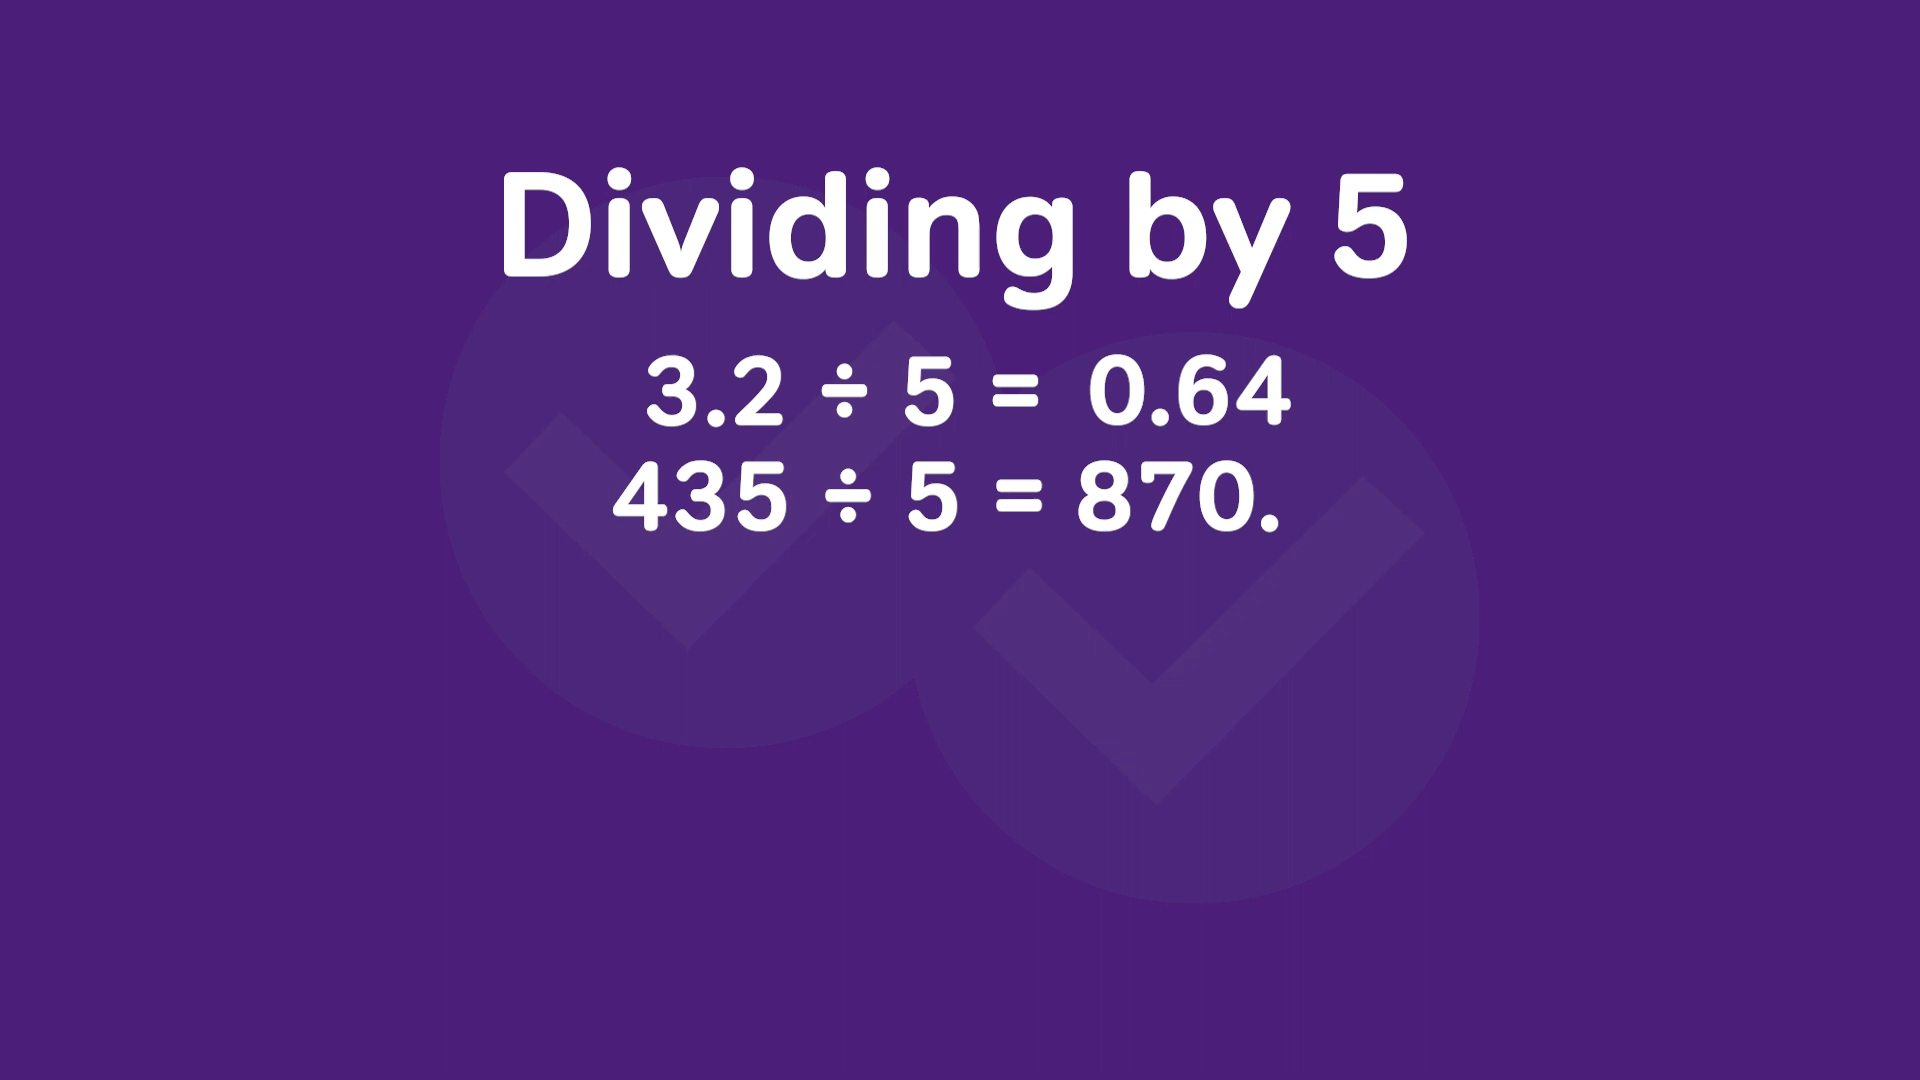 Dividing by 5
3.2 ÷ 5 = 0.64
435 ÷ 5 = 870.